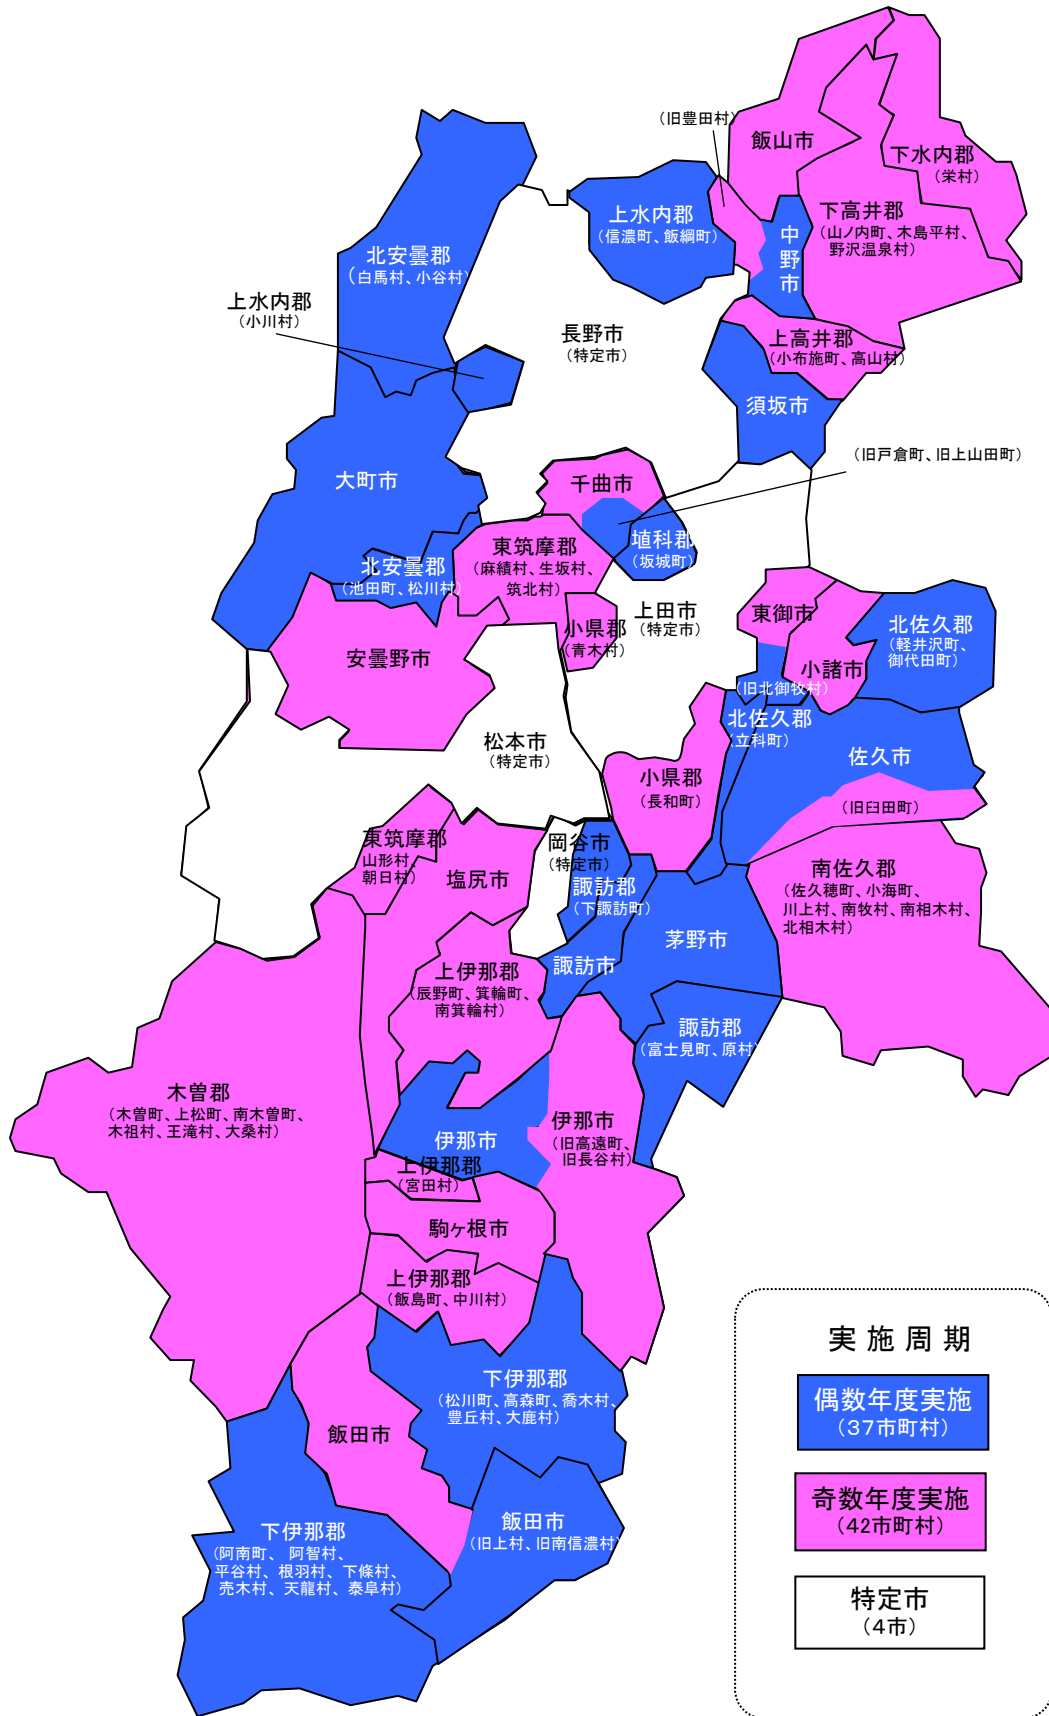 (旧豊田村)
飯山市
下水内郡
(栄村)
上水内郡
(信濃町、飯綱町)
下高井郡
(山ノ内町、木島平村、
野沢温泉村)
中野市
北安曇郡
(白馬村、小谷村)
上水内郡
(小川村)
長野市
(特定市)
上高井郡
(小布施町、高山村)
須坂市
(旧戸倉町、旧上山田町)
大町市
千曲市
埴科郡
(坂城町)
東筑摩郡
(麻績村、生坂村、
筑北村)
北安曇郡
(池田町、松川村)
小県郡
(青木村)
上田市
(特定市)
東御市
(旧北御牧村)
小諸市
北佐久郡
(軽井沢町、
御代田町)
安曇野市
松本市
(特定市)
北佐久郡
(立科町)
佐久市
(旧臼田町)
小県郡
(長和町)
東筑摩郡
山形村、
朝日村
塩尻市
岡谷市
(特定市)
諏訪郡
(下諏訪町)
南佐久郡
(佐久穂町、小海町、
川上村、南牧村、南相木村、
北相木村)
茅野市
諏訪市
上伊那郡
(辰野町、箕輪町、
南箕輪村)
諏訪郡
(富士見町、原村)
木曽郡
(木曽町、上松町、南木曽町、
木祖村、王滝村、大桑村)
伊那市
伊那市
(旧高遠町、
旧長谷村)
上伊那郡
(宮田村)
駒ヶ根市
上伊那郡
(飯島町、中川村)
下伊那郡
(松川町、高森町、喬木村、
豊丘村、大鹿村)
飯田市
飯田市
(旧上村、旧南信濃村)
下伊那郡
(阿南町、 阿智村、
平谷村、根羽村、下條村、
売木村、天龍村、泰阜村)
実施周期
偶数年度実施
(37市町村)
奇数年度実施
(42市町村)
特定市
(4市)